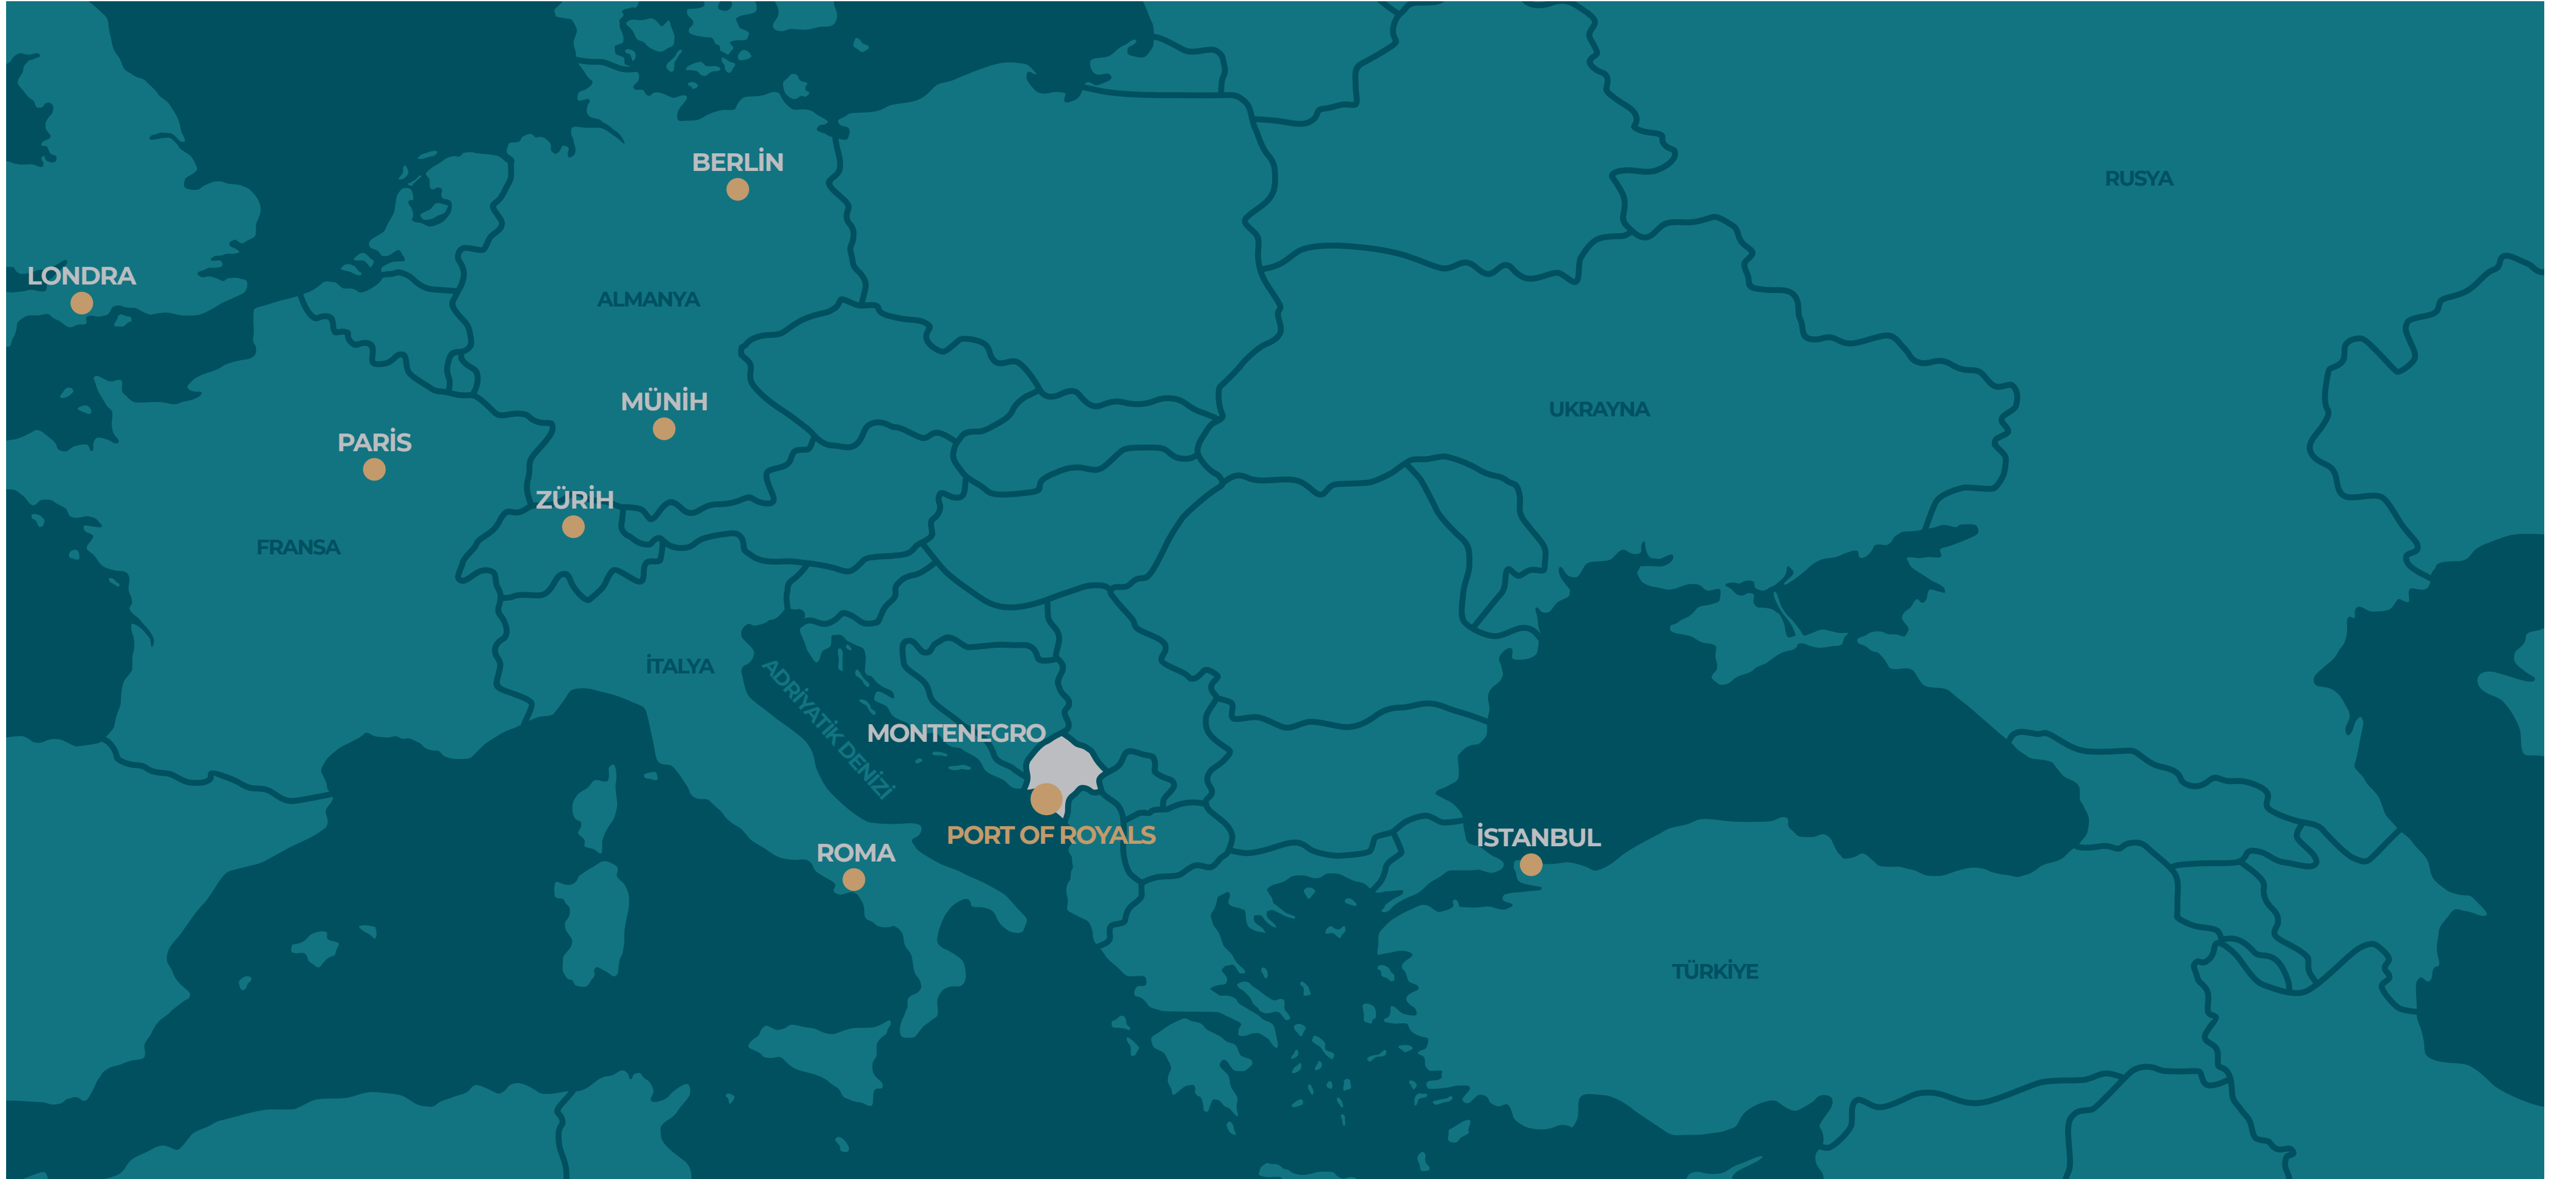 BERLİN
RUSYA
LONDRA
ALMANYA
MÜNİH
UKRAYNA
PARİS
ZÜRİH
FRANSA
İTALYA
ADRİYATİK DENİZİ
MONTENEGRO
PORT OF ROYALS
İSTANBUL
ROMA
TÜRKİYE